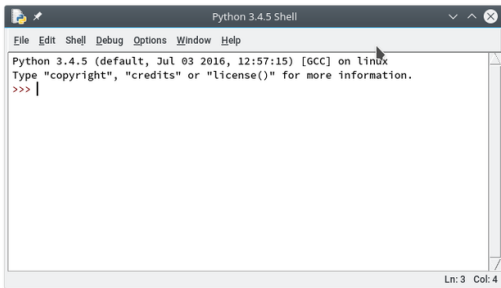 Python 3.4.5 Shell
File Edit Shell Debug Options Window Help
Python 3.4.5 (default, Jul 03 2016, 12:57:15) [GCC] on linux
Type "copyright", "credits" or "license()" for more information.
>>>
Ln: 3 Col: 4